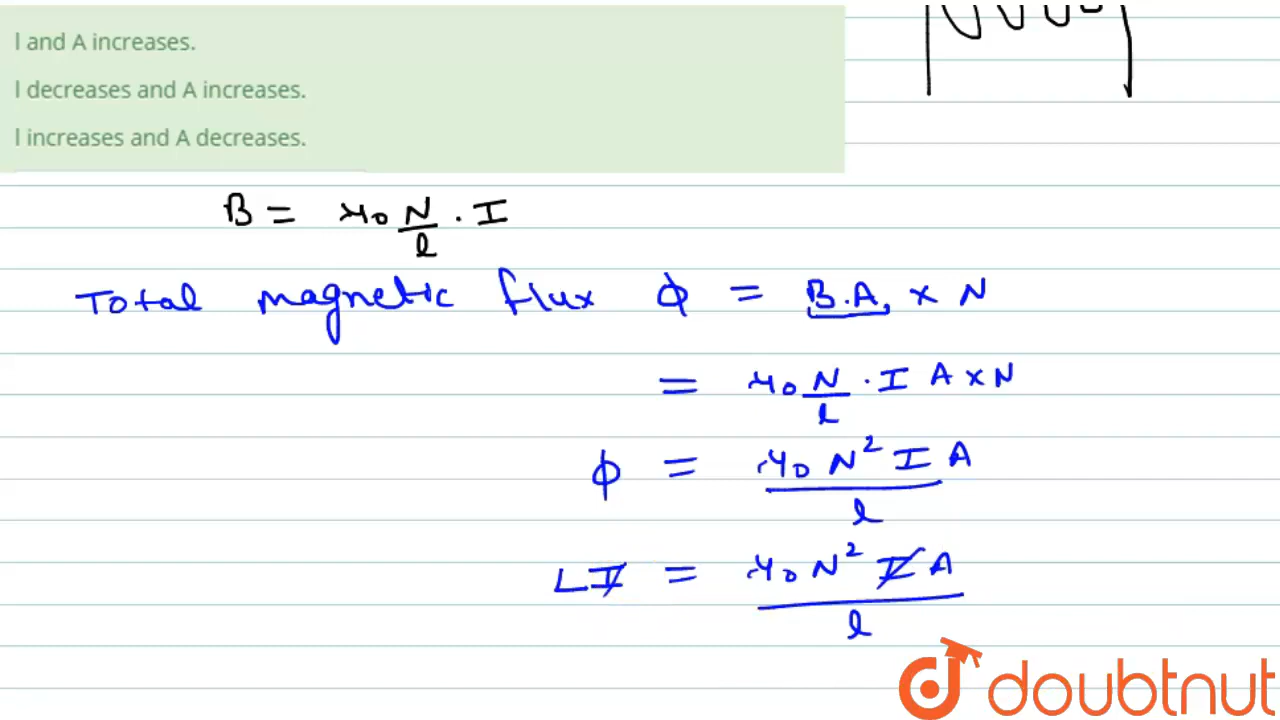 l and A increases.
l decreases and A increases.
l increases and A decreases.
B = μ0 N/l . I
Total magnetic flux ϕ = B.A, x N
= μ0 N/l . I A x N
ϕ = μ0 N² I A / l
LI = μ0 N² I A / l
doubtnut